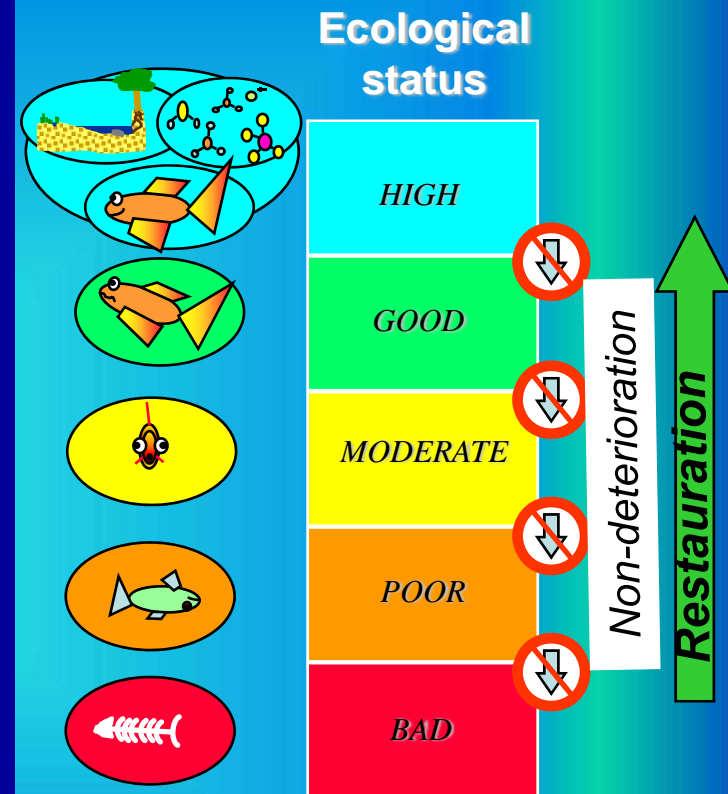 Ecological
status
HIGH
GOOD
MODERATE
POOR
BAD
Non-deterioration
Restauration